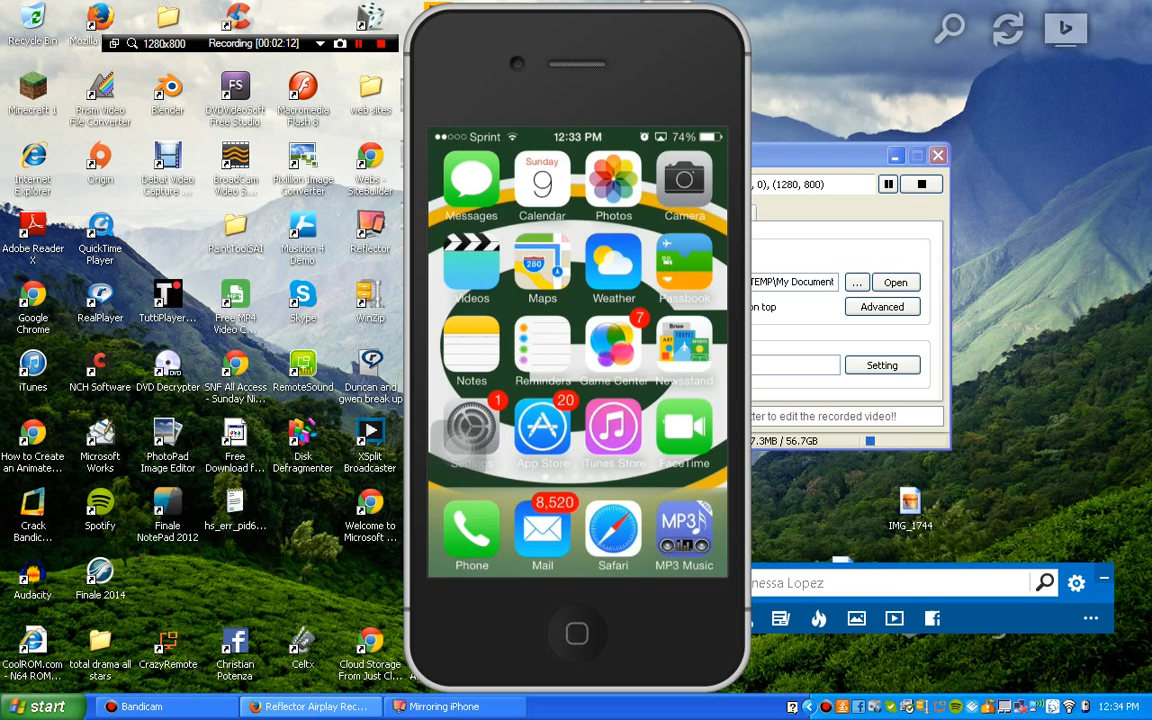 Recycle Bin
Mozilla
1280x800
Recording [00:02:12]
Minecraft 1
Prism Video File Converter
Blender
DVDVideoSoft Free Studio
Macromedia Flash 8
web sites
Internet Explorer
Origin
Debut Video Capture ...
BroadCam Video S...
Pixillion Image Converter
Webs - SiteBuilder
Adobe Reader X
QuickTime Player
PaintToolSAI
Musition 4 Demo
Reflector
Google Chrome
RealPlayer
TuttiPlayer...
Free MP4 Video C...
Skype
WinZip
iTunes
NCH Software
DVD Decrypter
SNF All Access - Sunday Ni...
RemoteSound
Duncan and gwen break up
How to Create an Animate...
Microsoft Works
PhotoPad Image Editor
Free Download f...
Disk Defragmenter
XSplit Broadcaster
Crack Bandic...
Spotify
Finale NotePad 2012
hs_err_pid6...
Welcome to Microsoft ...
Audacity
Finale 2014
CoolROM.com - N64 ROM...
total drama all stars
CrazyRemote
Christian Potenza
Celtx
Cloud Storage From Just Cl...
Sprint
12:33 PM
74%
Sunday
9
Messages
Calendar
Photos
Camera
280
Videos
Maps
Weather
Passbook
7
Notes
Reminders
Game Center
Newsstand
1
20
Settings
App Store
iTunes Store
FaceTime
8,520
MP3
Phone
Mail
Safari
MP3 Music
, 0), (1280, 800)
TEMP\My Document
...
Open
on top
Advanced
Setting
ter to edit the recorded video!!
7.3MB / 56.7GB
IMG_1744
nessa Lopez
start
Bandicam
Reflector Airplay Rec...
Mirroring iPhone
12:34 PM